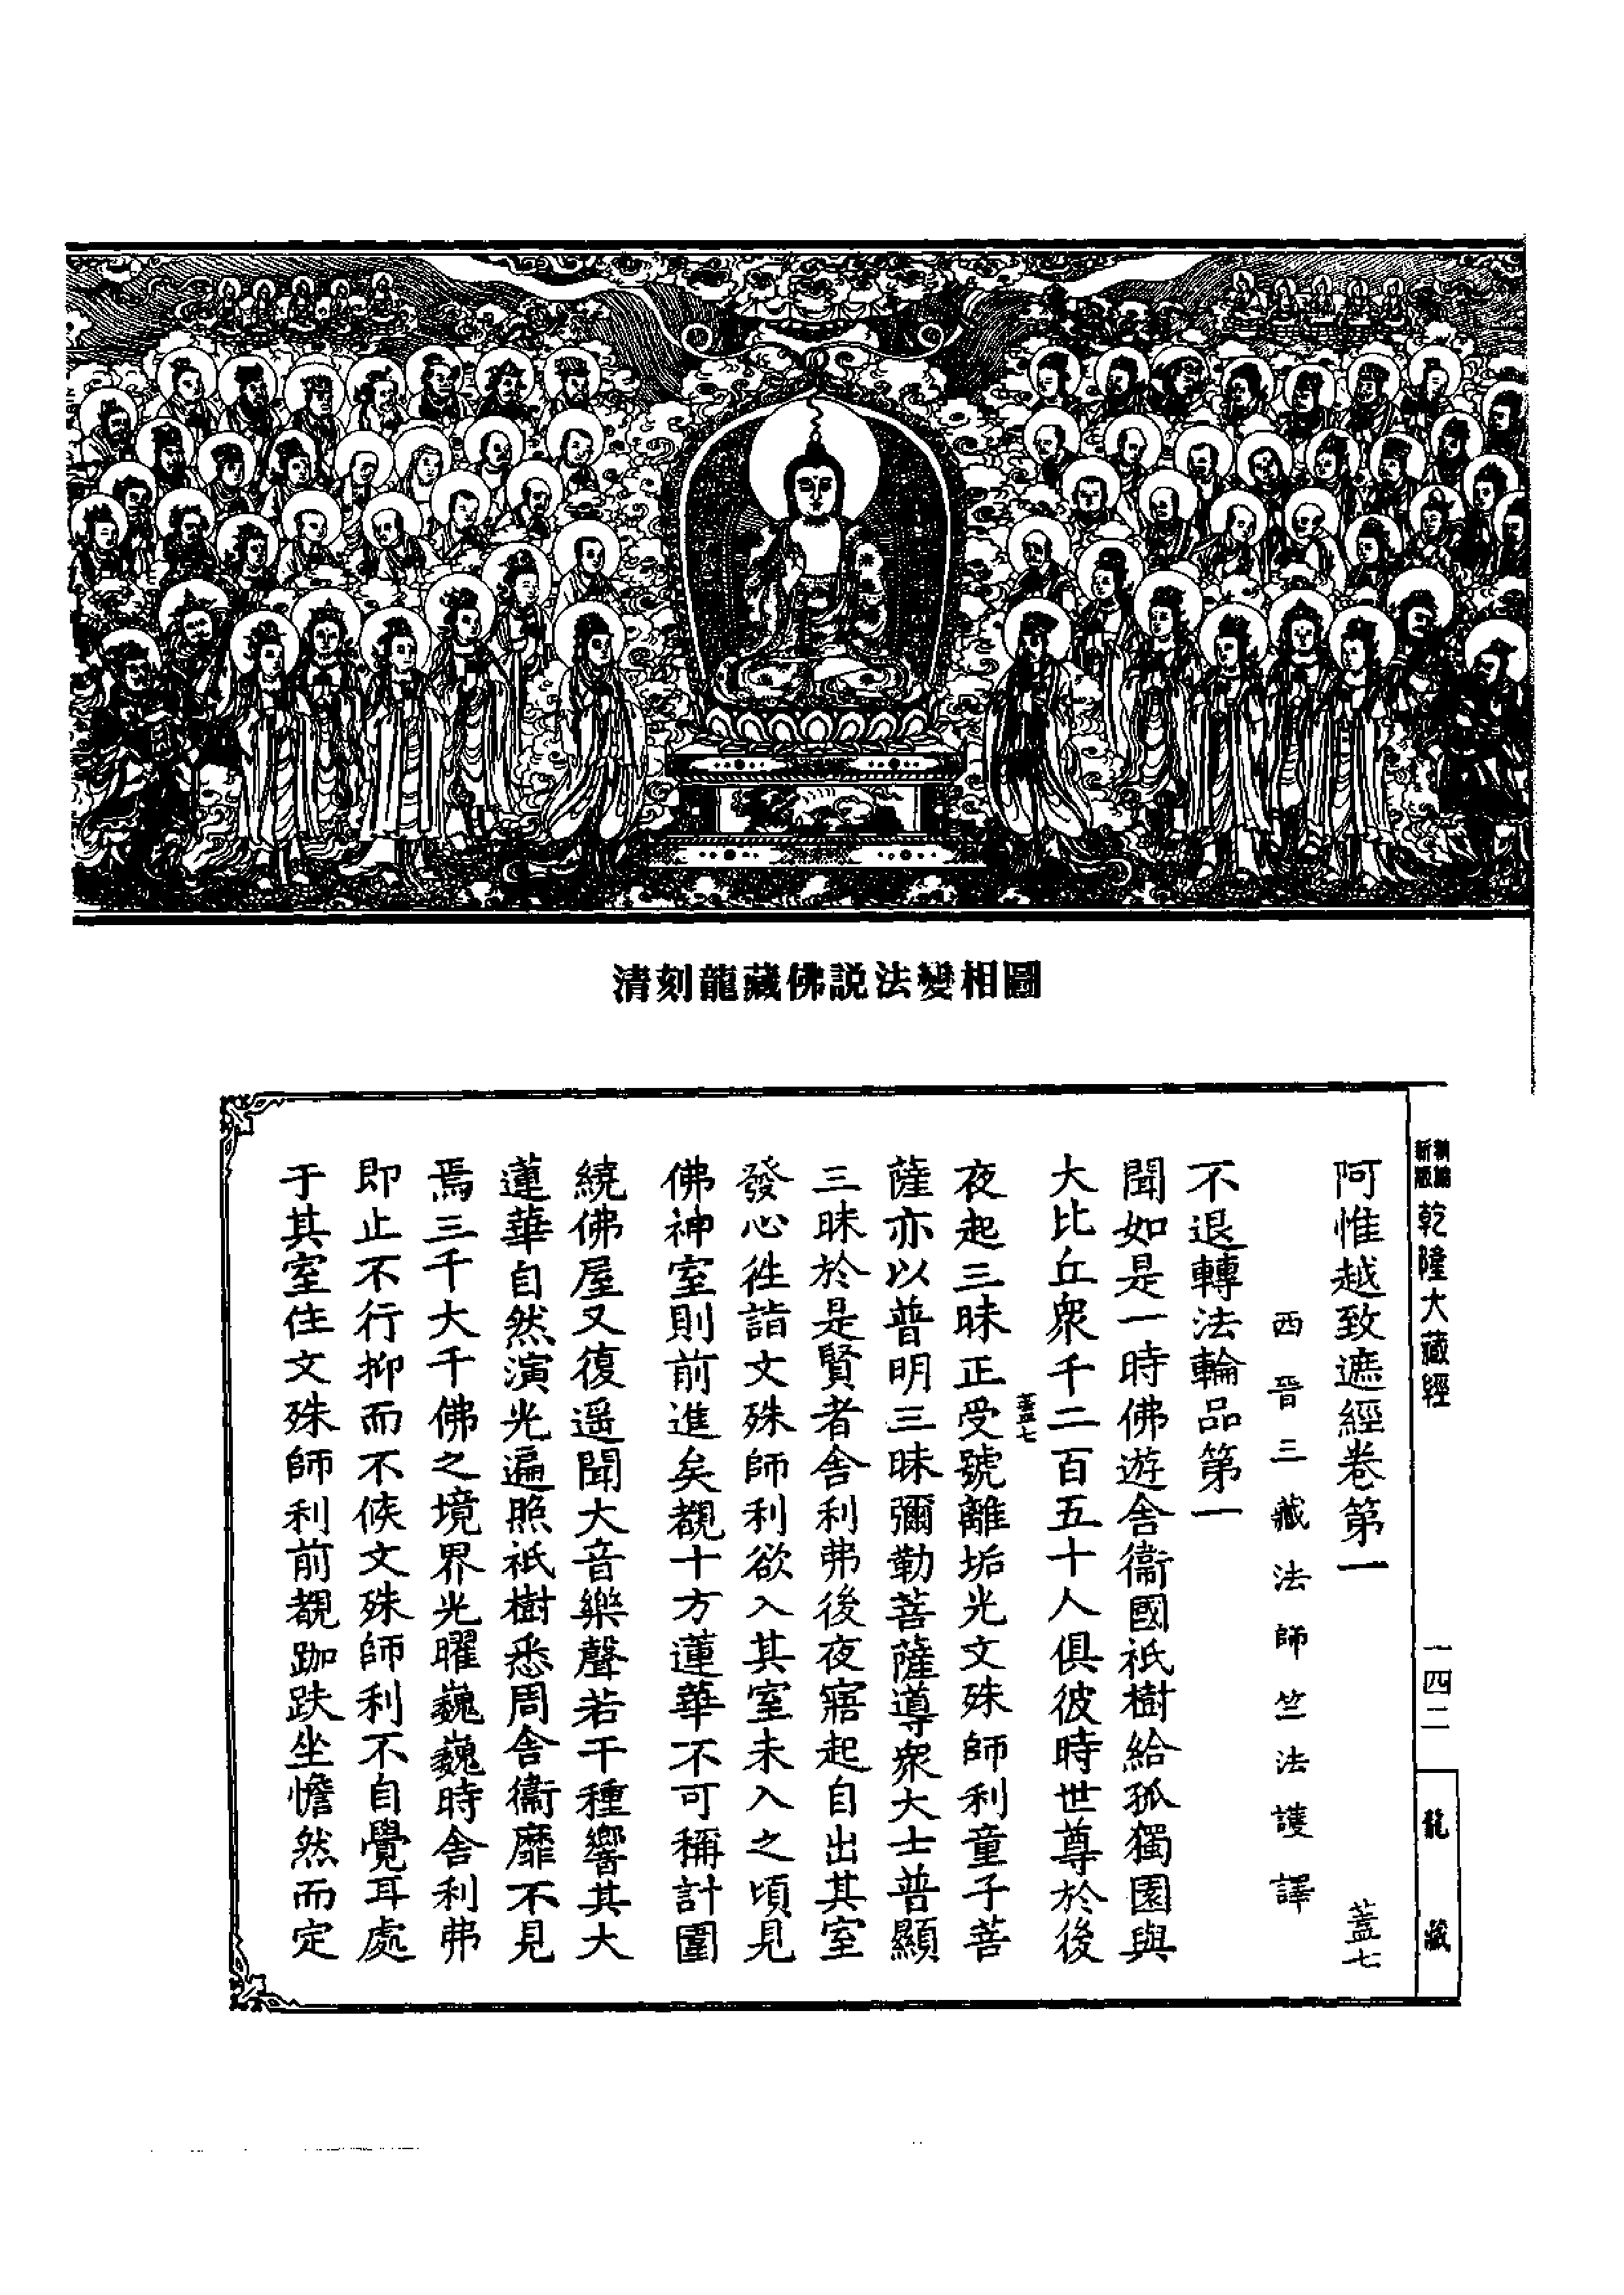 清刻龍藏佛説法變相圖
新編
新版
乾隆大藏經
一四二
龍藏
阿惟越致遮經卷第一
蓋七
西晉三藏法師竺法護譯
不退轉法輪品第一
聞如是一時佛遊舍衛國祇樹給孤獨園與
大比丘衆千二百五十人俱彼時世尊於後
蓋七
夜起三昧正受號離垢光文殊師利童子菩
薩亦以普明三昧彌勒菩薩導衆大士普顯
三昧於是賢者舍利弗後夜寤起自出其室
發心徃詣文殊師利欲入其室未入之頃見
佛神室則前進矣覩十方蓮華不可稱計圍
繞佛屋又復遥聞大音樂聲若干種響其大
蓮華自然演光遍照祇樹悉周舍衛靡不見
焉三千大千佛之境界光曜巍巍時舍利弗
即止不行抑而不俟文殊師利不自覺耳處
于其室住文殊師利前覩跏趺坐憺然而定